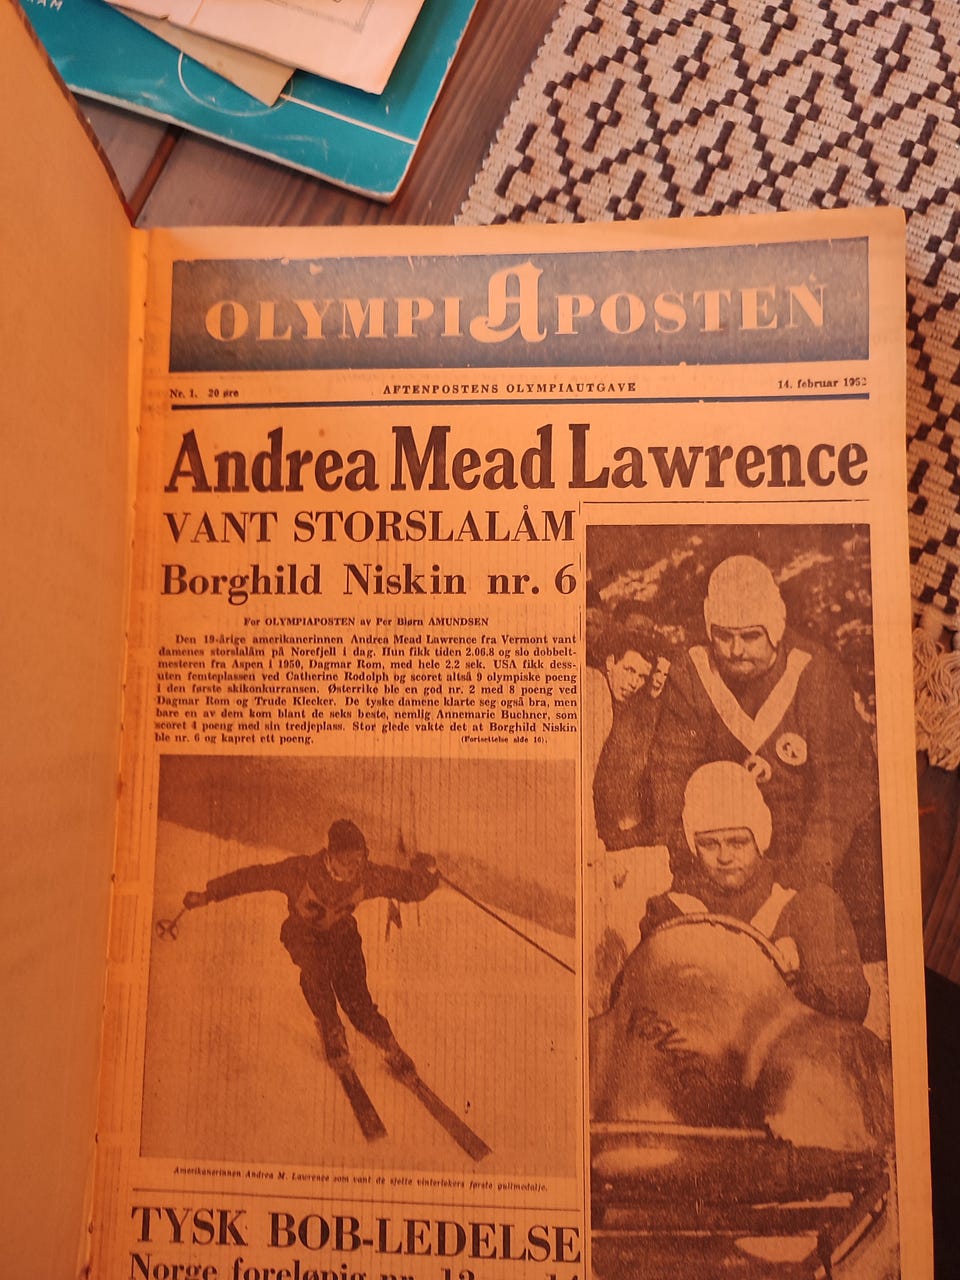 RAM
OLYMPIAPOSTEN
Nr. 1. 20 øre
AFTENPOSTENS OLYMPIAUTGAVE
14. februar 1952
Andrea Mead Lawrence
VANT STORSLALÅM
Borghild Niskin nr. 6
For OLYMPIAPOSTEN av Per Bjørn AMUNDSEN
Den 19-årige amerikanerinnen Andrea Mead Lawrence fra Vermont vant
damenes storslalåm på Norefjell i dag. Hun fikk tiden 2.06.8 og slo dobbelt-
mesteren fra Aspen i 1950, Dagmar Rom, med hele 2.2 sek. USA fikk dess-
uten femteplassen ved Catherine Rodolph og scoret altså 9 olympiske poeng
i den første skikonkurransen. Østerrike ble en god nr. 2 med 8 poeng ved
Dagmar Rom og Trude Klecker. De tyske damene klarte seg også bra, men
bare en av dem kom blant de seks beste, nemlig Annemarie Buchner, som
scoret 4 poeng med sin tredjeplass. Stor glede vakte det at Borghild Niskin
ble nr. 6 og kapret ett poeng.
(Fortsettelse side 16).
Amerikanerinnen Andrea M. Lawrence som vant de sjette vinterlekers første gullmedalje.
TYSK BOB-LEDELSE
Norge foreløpig nr.